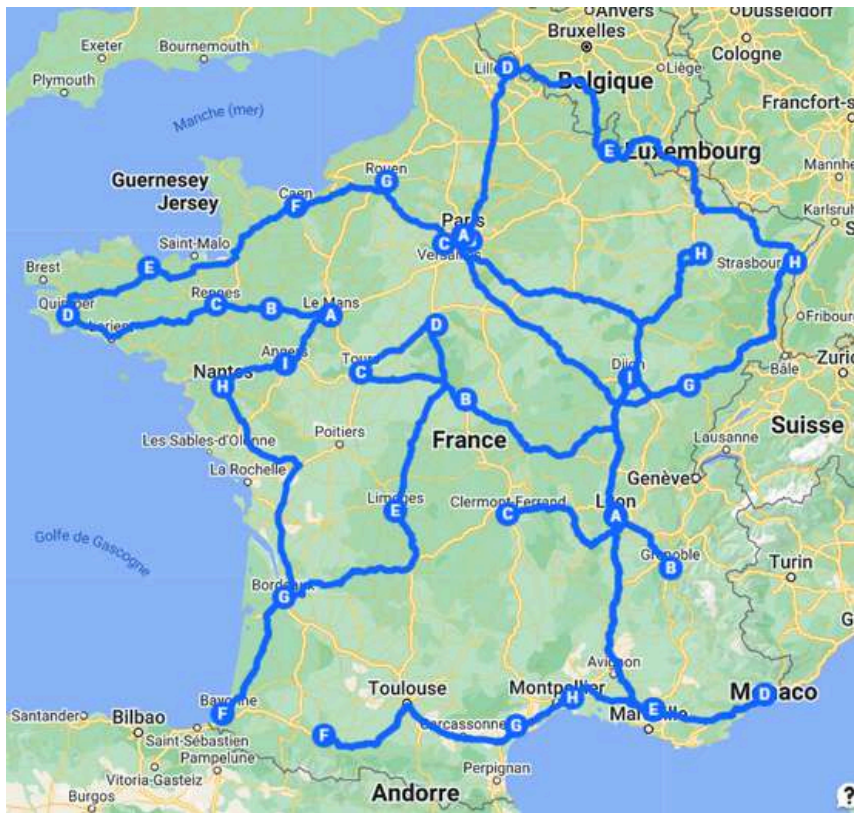 Anvers
Düsseldorf
Exeter
Bournemouth
Bruxelles
Cologne
Plymouth
Lille
D
Belgique
Liège
Manche (mer)
Francfort-s
E
Luxembourg
Mannhe
Guernesey
Jersey
Rouen
G
Caen
F
Karlsruh
Paris
A
C
Versailles
Saint-Malo
H
Strasbour
H
E
Brest
S
Quimper
D
Lorient
Rennes
C
B
Le Mans
A
D
Fribourg
Angers
I
Tours
C
Dijon
Bâle
Zuric
Nantes
H
G
B
Suisse
Les Sables-d'Olonne
Poitiers
France
Lausanne
La Rochelle
Genève
Limoges
E
Clermont-Ferrand
C
Lyon
A
Golfe de Gascogne
Grenoble
B
Turin
Bordeaux
G
G
Avignon
Bayonne
F
Toulouse
Montpellier
H
Monaco
D
Santander
Bilbao
Saint-Sébastien
F
Carcassonne
G
E
Marseille
Vitoria-Gasteiz
Pampelune
Perpignan
Burgos
Andorre
?